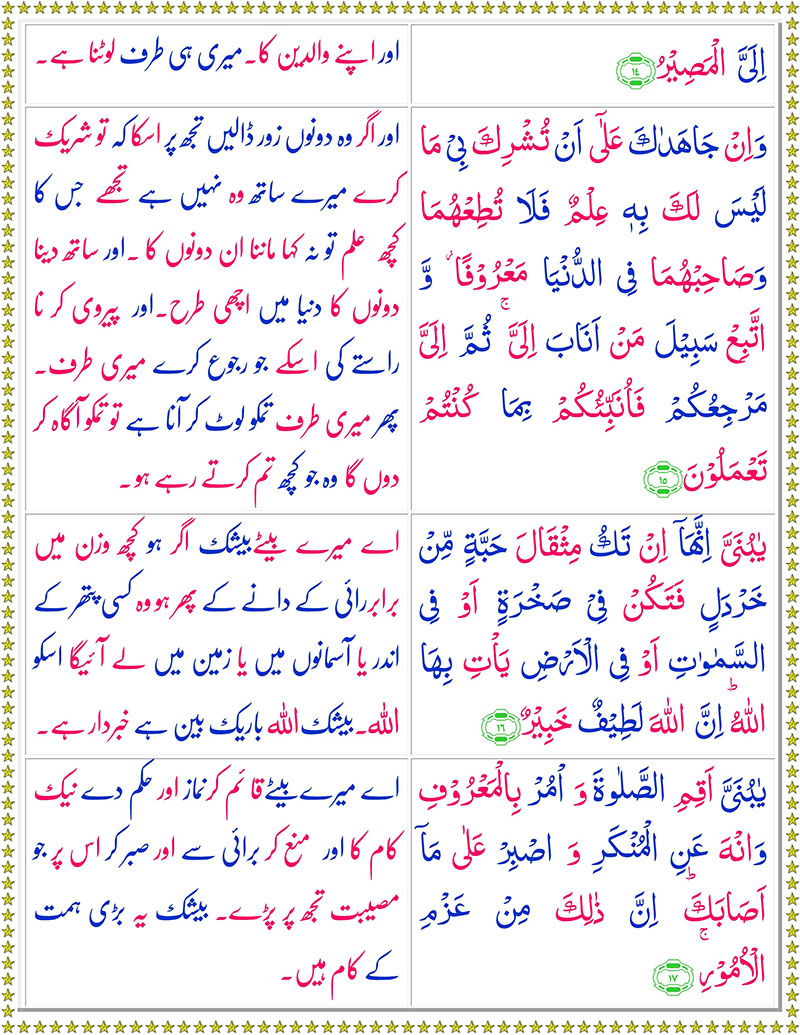 اِلَیَّ الْمَصِیْرُ ﴿۱۴﴾
اور اپنے والدین کا۔ میری ہی طرف لوٹنا ہے۔
وَاِنْ جَاهَدٰكَ عَلٰٓی اَنْ تُشْرِكَ بِیْ مَا
لَیْسَ لَكَ بِهٖ عِلْمٌ فَلَا تُطِعْهُمَا
وَصَاحِبْهُمَا فِی الدُّنْیَا مَعْرُوْفًا ؗ وَّ
اتَّبِعْ سَبِیْلَ مَنْ اَنَابَ اِلَیَّ ۚ ثُمَّ اِلَیَّ
مَرْجِعُكُمْ فَاُنَبِّئُكُمْ بِمَا كُنْتُمْ
تَعْمَلُوْنَ ﴿۱۵﴾
اور اگر وہ دونوں زور ڈالیں تجھ پر اسکا کہ تو شریک
کرے میرے ساتھ وہ نہیں ہے تجھے جس کا
کچھ علم تو نہ کہا ماننا ان دونوں کا ۔اور ساتھ دینا
دونوں کا دنیا میں اچھی طرح۔اور پیروی کر نا
راستے کی اسکے جو رجوع کرے میری طرف۔
پھر میری طرف تمکو لوٹ کر آنا ہے تو تمکو آگاہ کر
دوں گا وہ جو کچھ تم کرتے رہے ہو۔
یٰبُنَیَّ اِنَّهَاۤ اِنْ تَكُ مِثْقَالَ حَبَّةٍ مِّنْ
خَرْدَلٍ فَتَكُنْ فِیْ صَخْرَةٍ اَوْ فِی
السَّمٰوٰتِ اَوْ فِی الْاَرْضِ یَاْتِ بِهَا
اللّٰهُ ؕ اِنَّ اللّٰهَ لَطِیْفٌ خَبِیْرٌ ﴿۱۶﴾
اے میرے بیٹے بیشک اگر ہو کچھ وزن میں
برابررائی کے دانے کے پھر ہو وہ کسی پتھر کے
اندر یا آسمانوں میں یا زمین میں لے آئیگا اسکو
اللہ۔بیشک اللہ باریک بین ہے خبردار ہے۔
یٰبُنَیَّ اَقِمِ الصَّلٰوةَ وَ اْمُرْ بِالْمَعْرُوْفِ
وَانْهَ عَنِ الْمُنْكَرِ وَ اصْبِرْ عَلٰی مَاۤ
اَصَابَكَ ؕ اِنَّ ذٰلِكَ مِنْ عَزْمِ
الْاُمُوْرِ ۚ ﴿۱۷﴾
اے میرے بیٹے قائم کرنماز اور حکم دے نیک
کام کا اور منع کر برائی سے اور صبر کر اس پر جو
مصیبت تجھ پر پڑے۔ بیشک یہ بڑی ہمت
کے کام ہیں۔